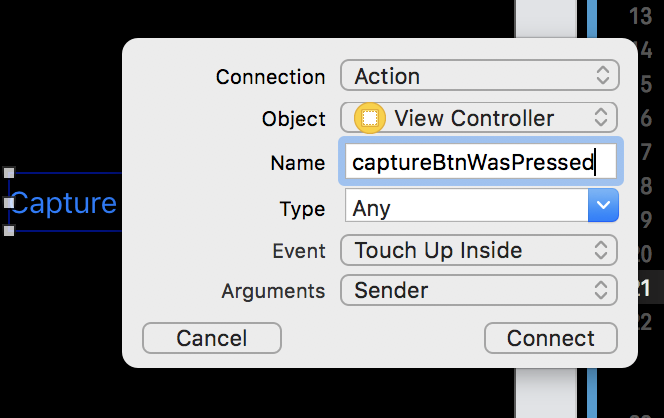 Connection Action
Object View Controller
Name captureBtnWasPressed
Type Any
Event Touch Up Inside
Arguments Sender
Cancel Connect
Capture
13
14
15
16
17
18
19
20
21
22